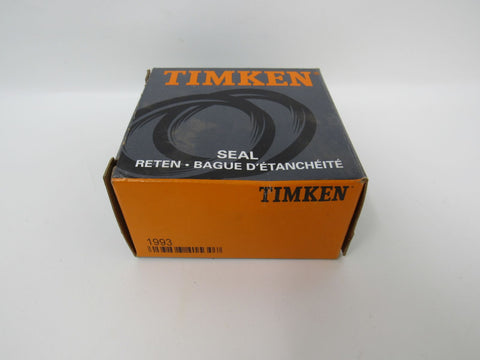 TIMKEN
SEAL
RETEN • BAGUE D'ÉTANCHÉITÉ
TIMKEN
1993